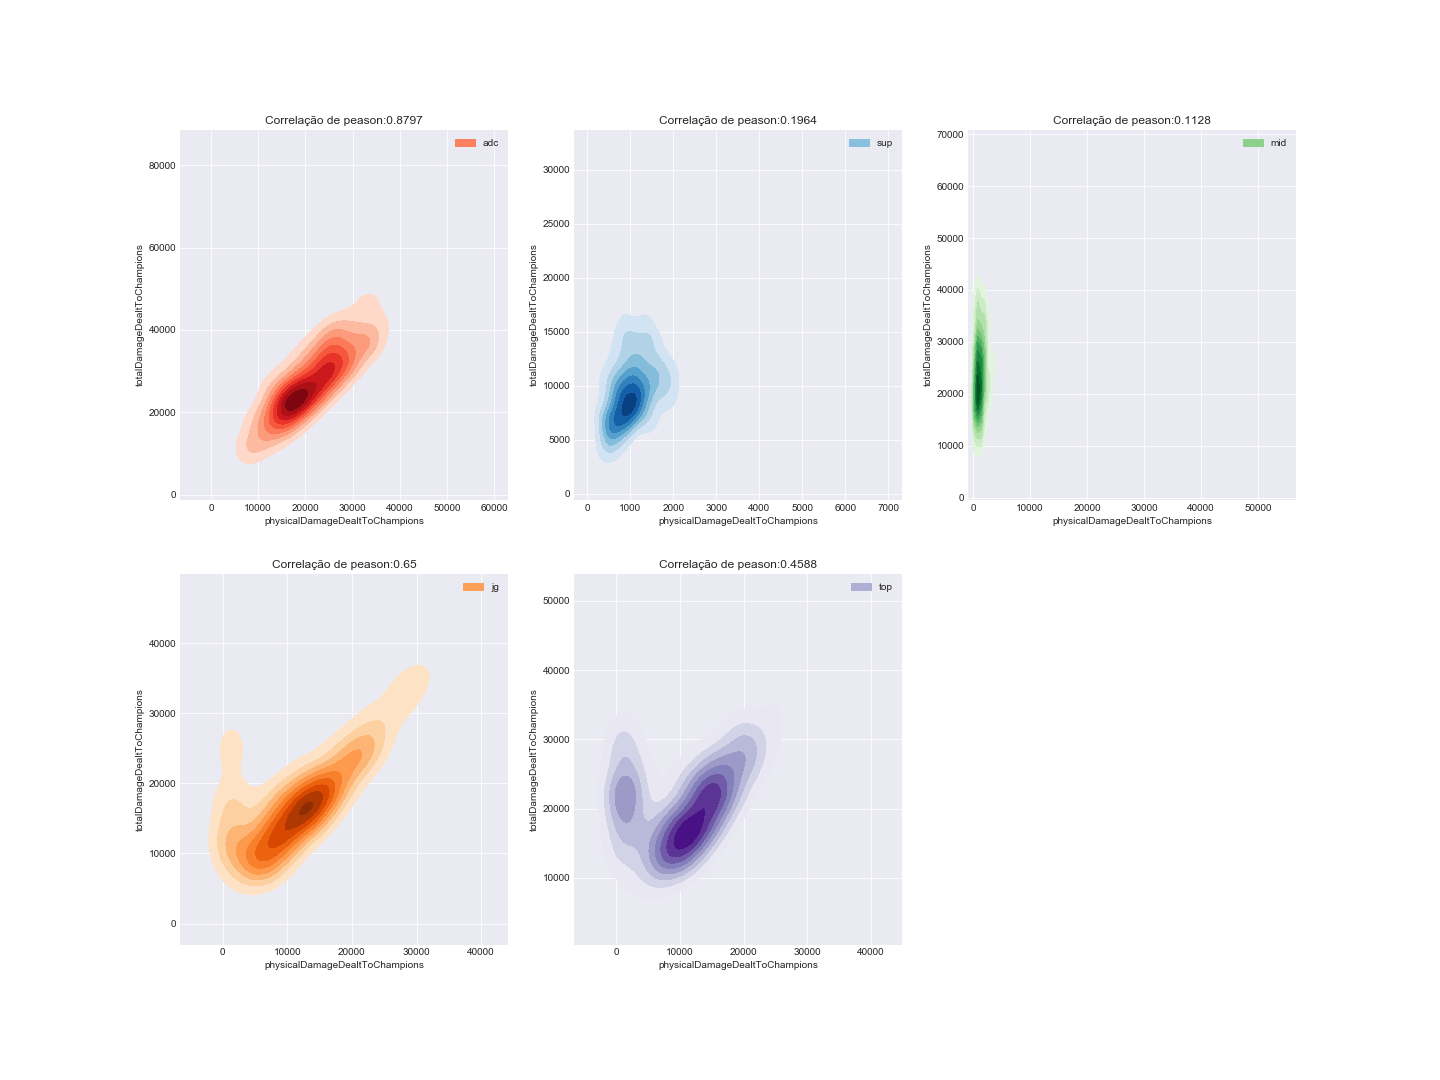 Correlação de peason:0.8797
adc
80000
60000
40000
20000
0
totalDamageDealtToChampions
0 10000 20000 30000 40000 50000 60000
physicalDamageDealtToChampions
Correlação de peason:0.1964
sup
30000
25000
20000
15000
10000
5000
0
totalDamageDealtToChampions
0 1000 2000 3000 4000 5000 6000 7000
physicalDamageDealtToChampions
Correlação de peason:0.1128
mid
70000
60000
50000
40000
30000
20000
10000
0
totalDamageDealtToChampions
0 10000 20000 30000 40000 50000
physicalDamageDealtToChampions
Correlação de peason:0.65
jg
40000
30000
20000
10000
0
totalDamageDealtToChampions
0 10000 20000 30000 40000
physicalDamageDealtToChampions
Correlação de peason:0.4588
top
50000
40000
30000
20000
10000
totalDamageDealtToChampions
0 10000 20000 30000 40000
physicalDamageDealtToChampions